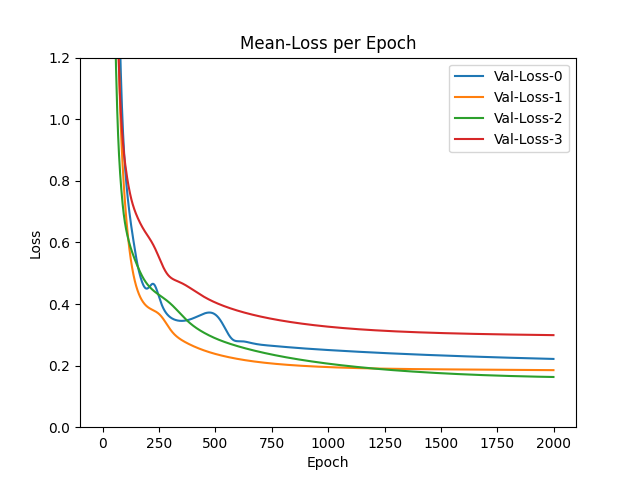 Mean-Loss per Epoch
Val-Loss-0
Val-Loss-1
Val-Loss-2
Val-Loss-3
Loss
1.2
1.0
0.8
0.6
0.4
0.2
0.0
0 250 500 750 1000 1250 1500 1750 2000
Epoch